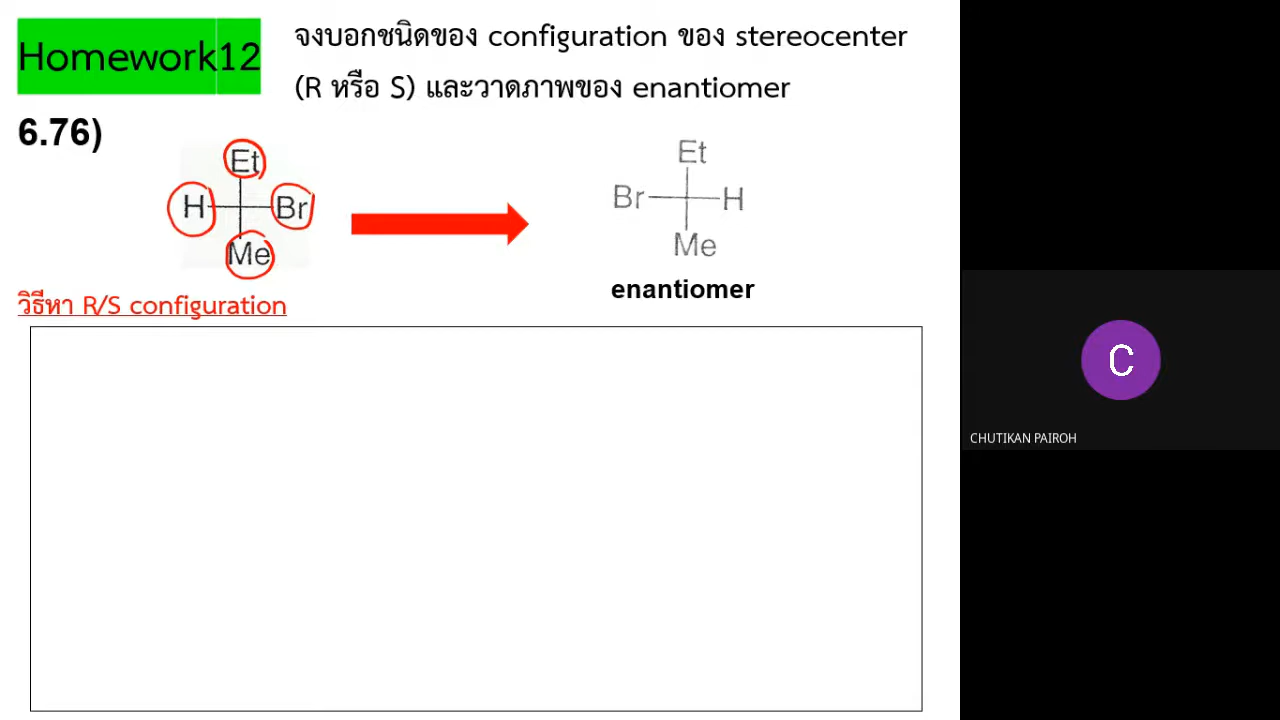 Homework12
จงบอกชนิดของ configuration ของ stereocenter
(R หรือ S) และวาดภาพของ enantiomer
6.76)
Et
H Br
Me
Et
Br H
Me
enantiomer
วิธีหา R/S configuration
C
CHUTIKAN PAIROH